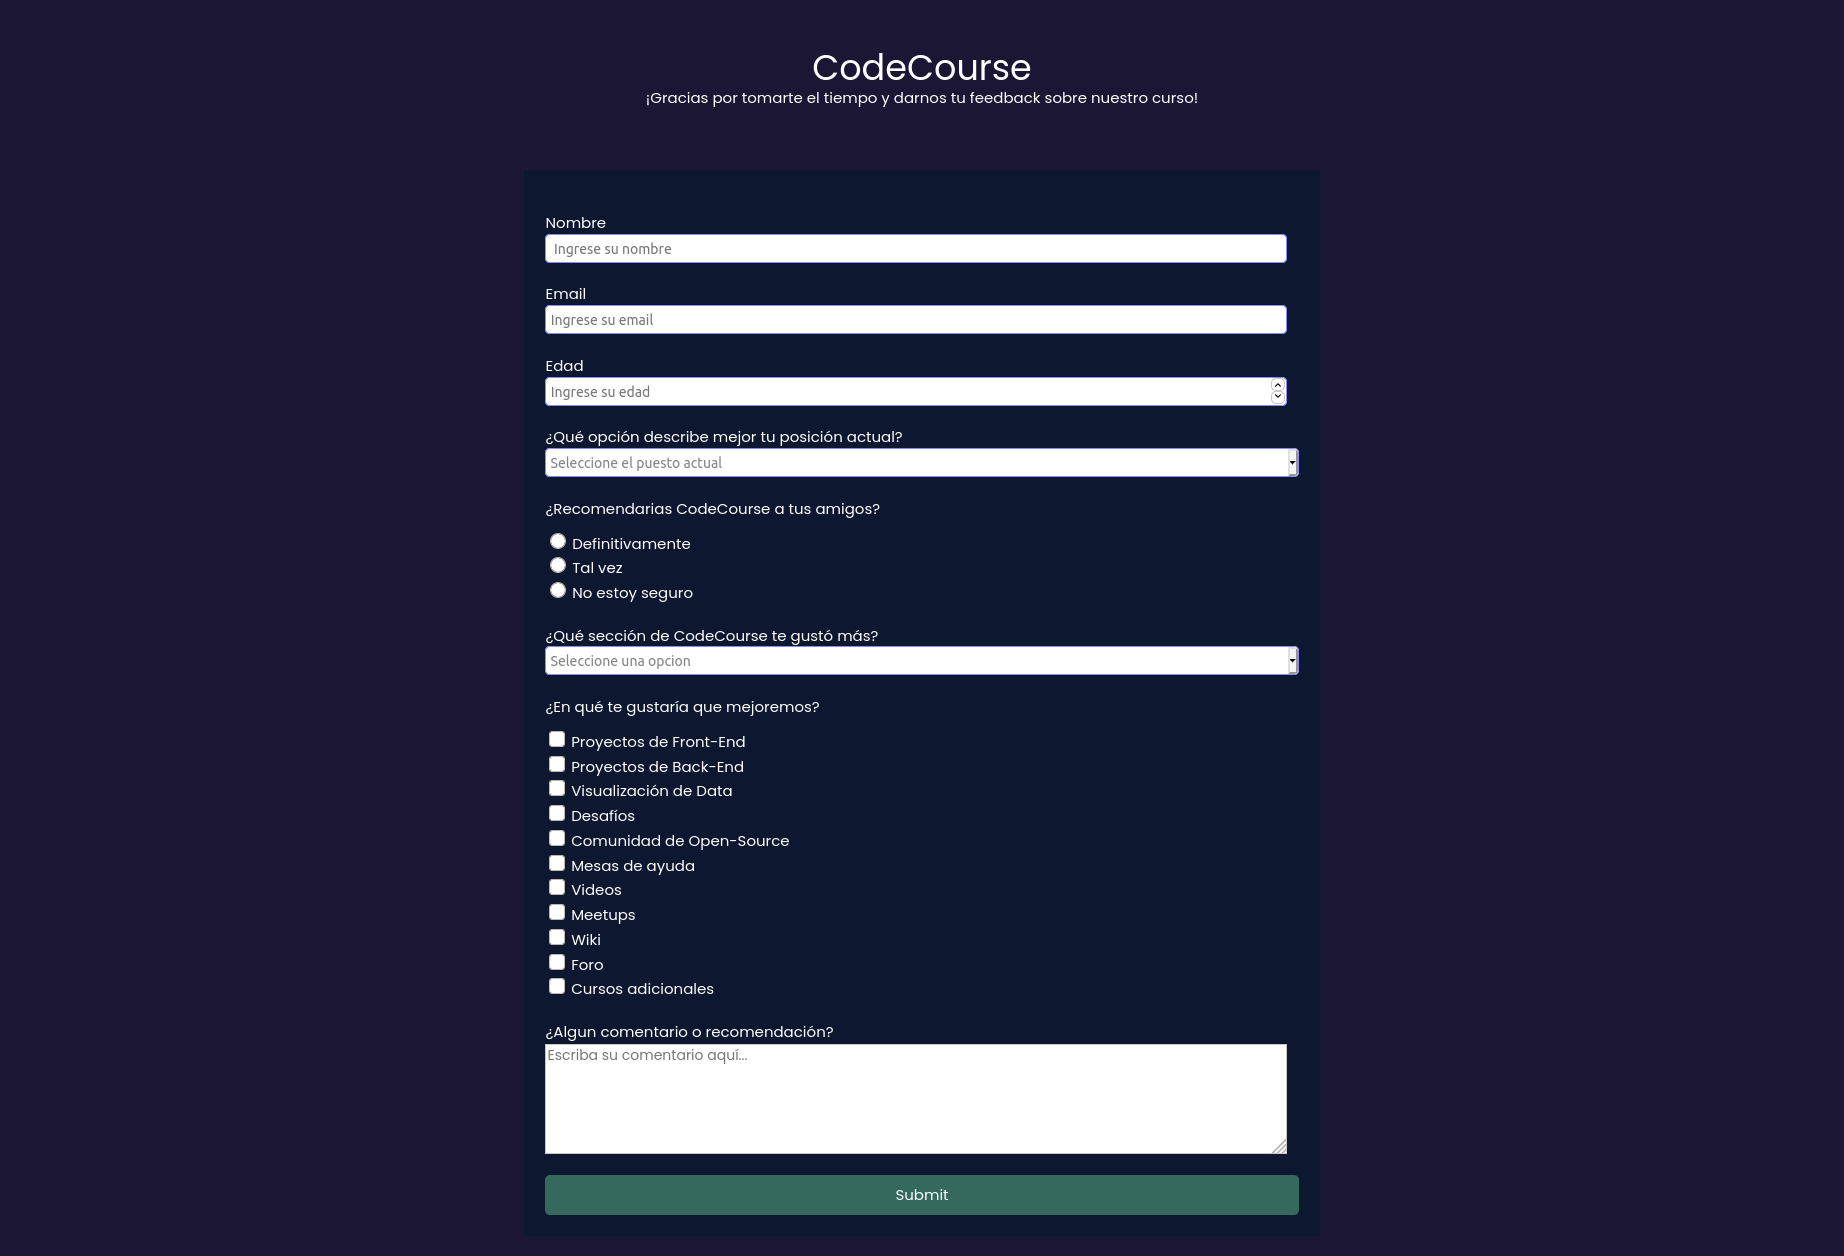 CodeCourse
¡Gracias por tomarte el tiempo y darnos tu feedback sobre nuestro curso!
Nombre
Ingrese su nombre
Email
Ingrese su email
Edad
Ingrese su edad
¿Qué opción describe mejor tu posición actual?
Seleccione el puesto actual
¿Recomendarias CodeCourse a tus amigos?
Definitivamente
Tal vez
No estoy seguro
¿Qué sección de CodeCourse te gustó más?
Seleccione una opcion
¿En qué te gustaría que mejoremos?
Proyectos de Front-End
Proyectos de Back-End
Visualización de Data
Desafíos
Comunidad de Open-Source
Mesas de ayuda
Videos
Meetups
Wiki
Foro
Cursos adicionales
¿Algun comentario o recomendación?
Escriba su comentario aquí...
Submit